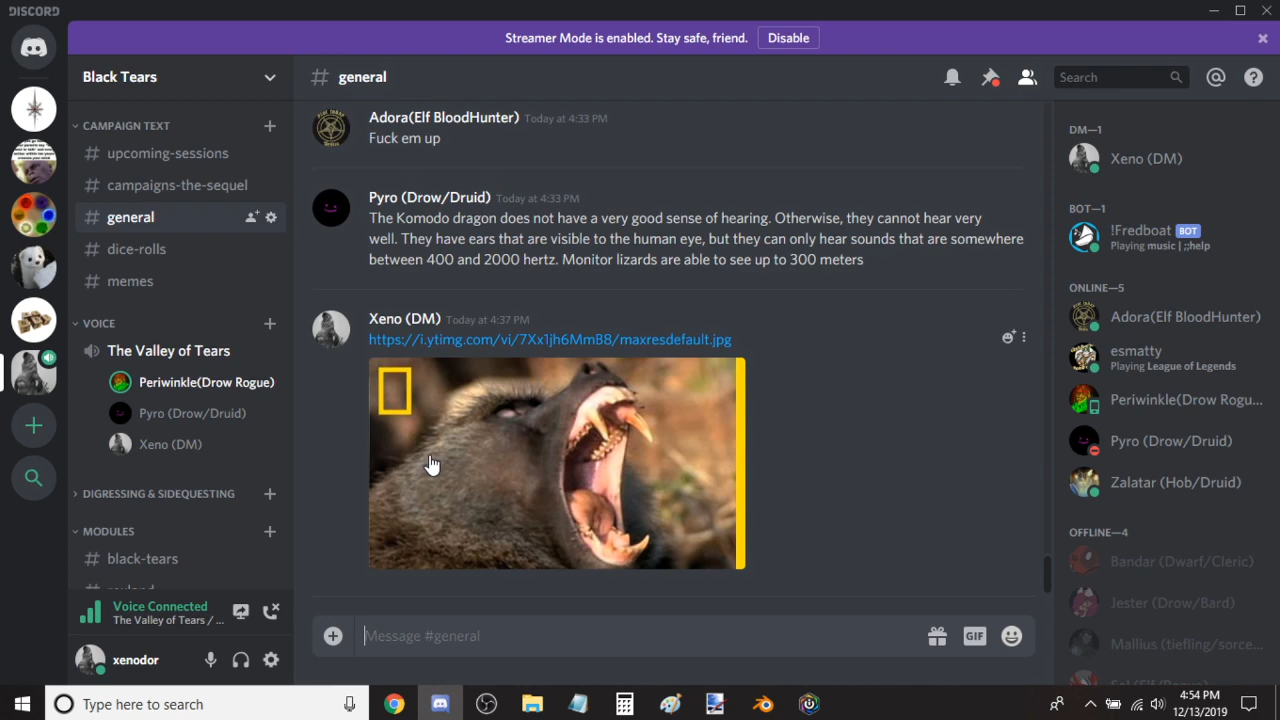 DISCORD
Streamer Mode is enabled. Stay safe, friend.
Disable
Black Tears
general
Search
CAMPAIGN TEXT
upcoming-sessions
campaigns-the-sequel
general
dice-rolls
memes
VOICE
The Valley of Tears
Periwinkle(Drow Rogue)
Pyro (Drow/Druid)
Xeno (DM)
DIGRESSING & SIDEQUESTING
MODULES
black-tears
Voice Connected
The Valley of Tears / ...
xenodor
Adora(Elf BloodHunter) Today at 4:33 PM
Fuck em up
Pyro (Drow/Druid) Today at 4:33 PM
The Komodo dragon does not have a very good sense of hearing. Otherwise, they cannot hear very
well. They have ears that are visible to the human eye, but they can only hear sounds that are somewhere
between 400 and 2000 hertz. Monitor lizards are able to see up to 300 meters
Xeno (DM) Today at 4:37 PM
https://i.ytimg.com/vi/7Xx1jh6MmB8/maxresdefault.jpg
Message #general
GIF
DM—1
Xeno (DM)
BOT—1
!Fredboat BOT
Playing music | ;;help
ONLINE—5
Adora(Elf BloodHunter)
esmatty
Playing League of Legends
Periwinkle(Drow Rogu...
Pyro (Drow/Druid)
Zalatar (Hob/Druid)
OFFLINE—4
Bandar (Dwarf/Cleric)
Jester (Drow/Bard)
Mallius (tiefling/sorce...
Type here to search
4:54 PM
12/13/2019